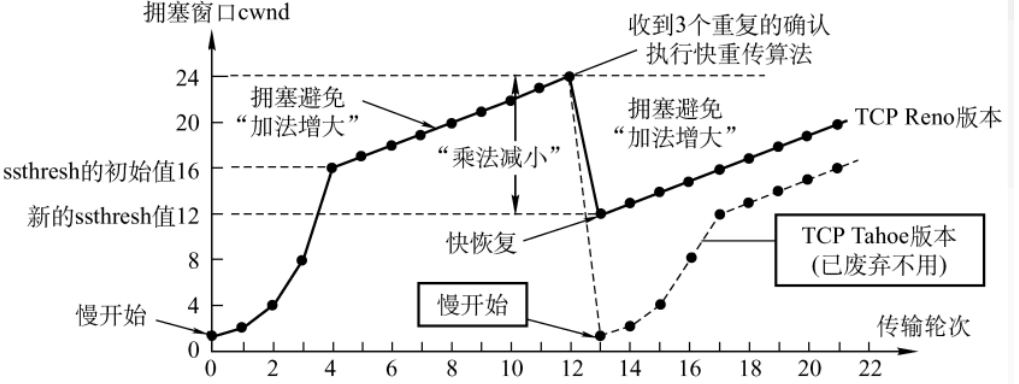 拥塞窗口cwnd
收到3个重复的确认
执行快重传算法
24
拥塞避免
“加法增大”
拥塞避免
“加法增大”
20
TCP Reno版本
“乘法减小”
ssthresh的初始值16
新的ssthresh值12
快恢复
TCP Tahoe版本
(已废弃不用)
8
慢开始
4
慢开始
传输轮次
0
0 2 4 6 8 10 12 14 16 18 20 22